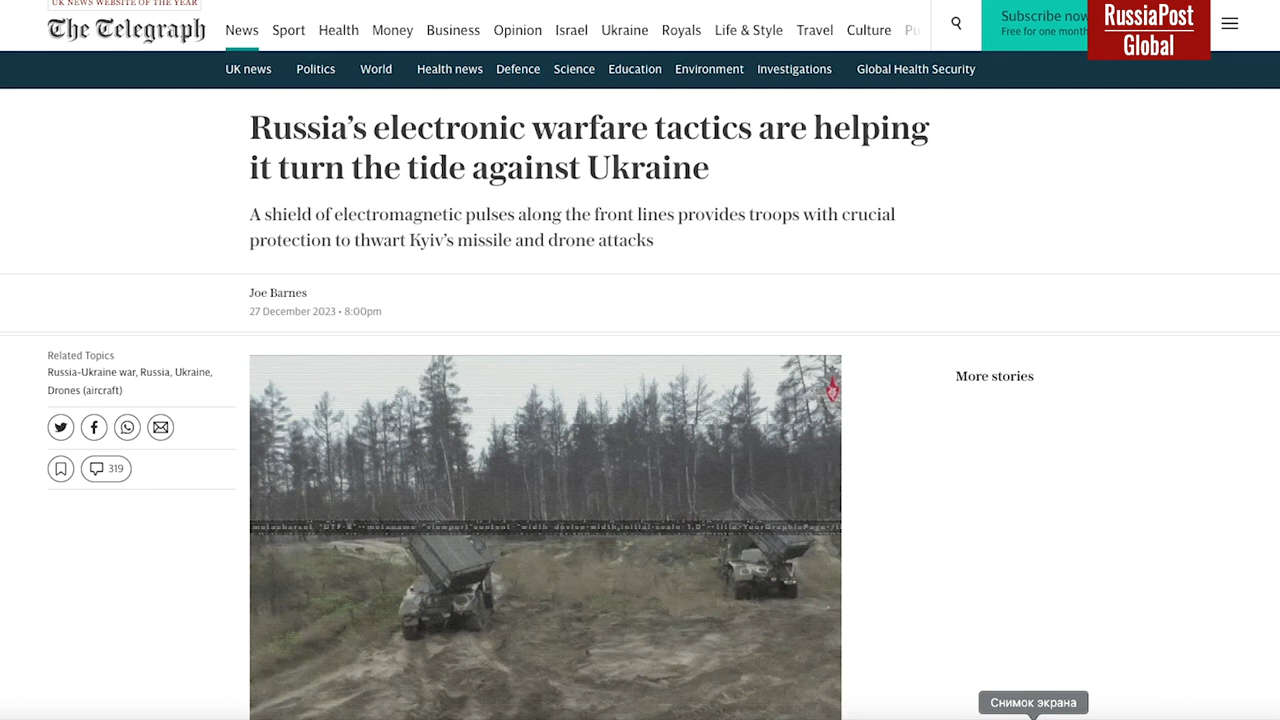 UK NEWS WEBSITE OF THE YEAR
The Telegraph
News Sport Health Money Business Opinion Israel Ukraine Royals Life & Style Travel Culture
Subscribe now
Free for one month
RussiaPost
Global
UK news Politics World Health news Defence Science Education Environment Investigations Global Health Security
Russia’s electronic warfare tactics are helping
it turn the tide against Ukraine
A shield of electromagnetic pulses along the front lines provides troops with crucial
protection to thwart Kyiv’s missile and drone attacks
Joe Barnes
27 December 2023 • 8:00pm
Related Topics
Russia-Ukraine war, Russia, Ukraine,
Drones (aircraft)
319
More stories
Снимок экрана